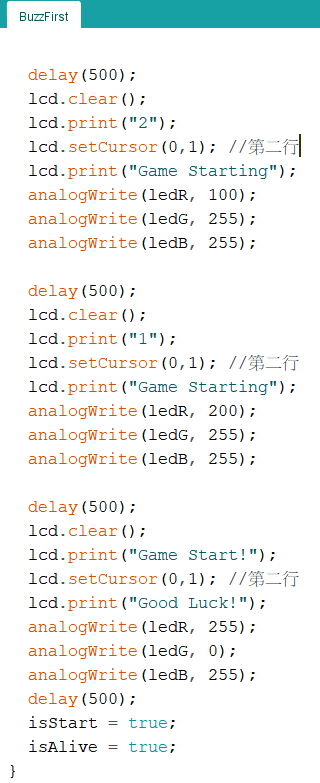 BuzzFirst
delay(500);
lcd.clear();
lcd.print("2");
lcd.setCursor(0,1); //第二行
lcd.print("Game Starting");
analogWrite(ledR, 100);
analogWrite(ledG, 255);
analogWrite(ledB, 255);
delay(500);
lcd.clear();
lcd.print("1");
lcd.setCursor(0,1); //第二行
lcd.print("Game Starting");
analogWrite(ledR, 200);
analogWrite(ledG, 255);
analogWrite(ledB, 255);
delay(500);
lcd.clear();
lcd.print("Game Start!");
lcd.setCursor(0,1); //第二行
lcd.print("Good Luck!");
analogWrite(ledR, 255);
analogWrite(ledG, 0);
analogWrite(ledB, 255);
delay(500);
isStart = true;
isAlive = true;
}